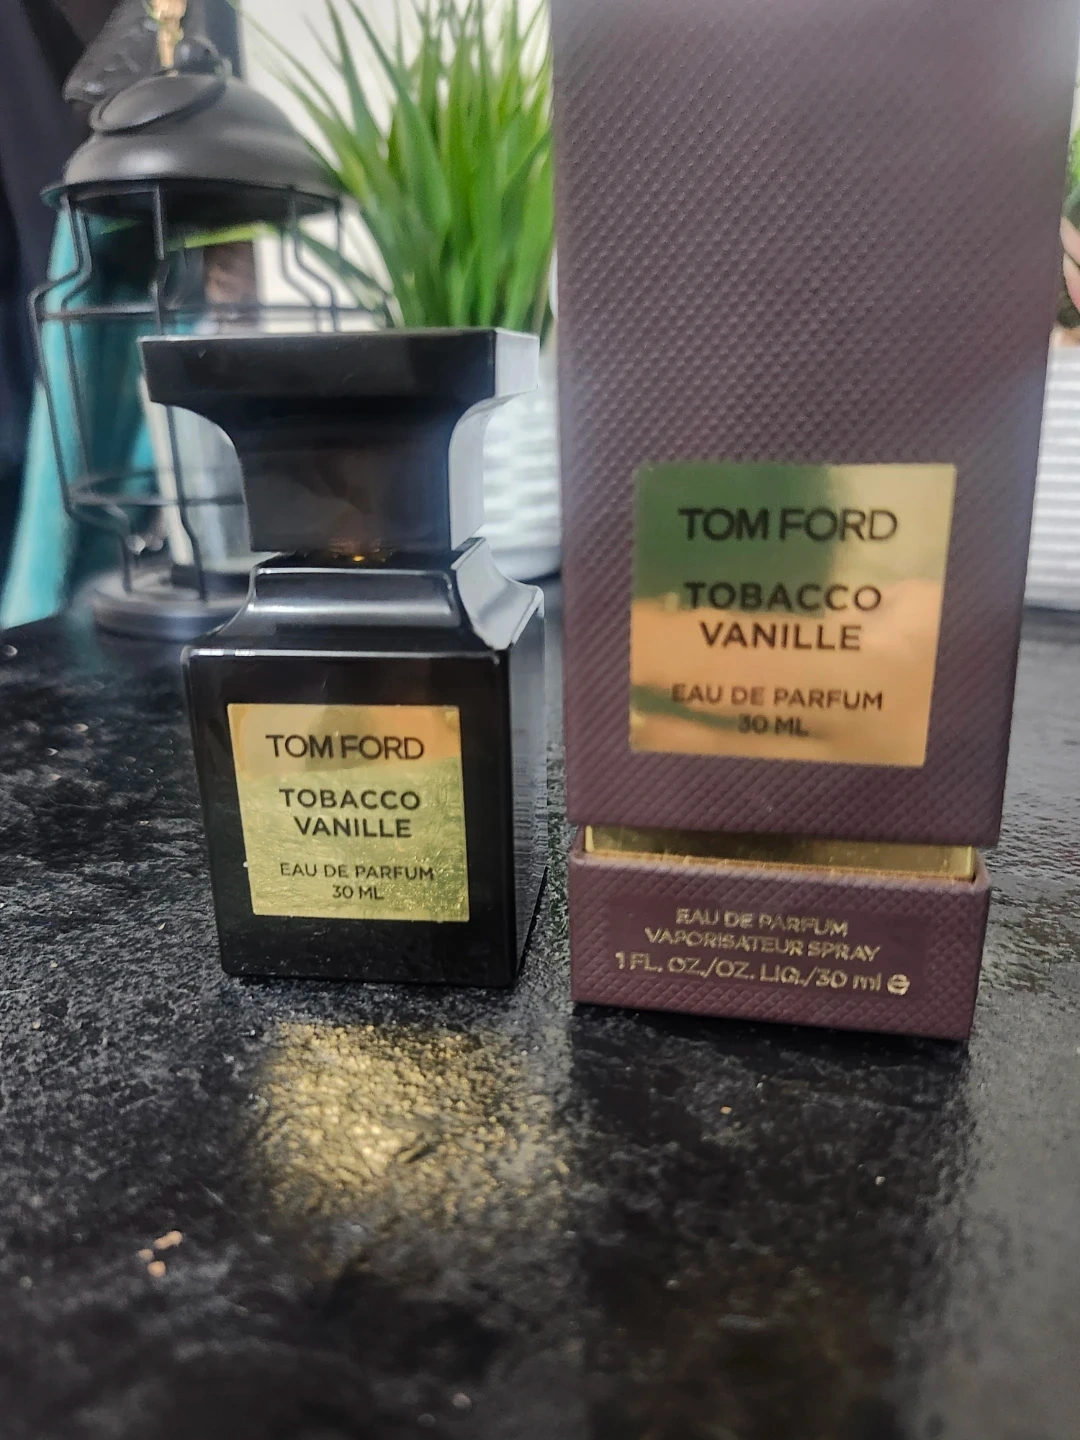 TOM FORD
TOBACCO
VANILLE
EAU DE PARFUM
30 ML
TOM FORD
TOBACCO
VANILLE
EAU DE PARFUM
30 ML
EAU DE PARFUM
VAPORISATEUR SPRAY
1 FL. OZ./OZ. LIQ./30 ml ℮